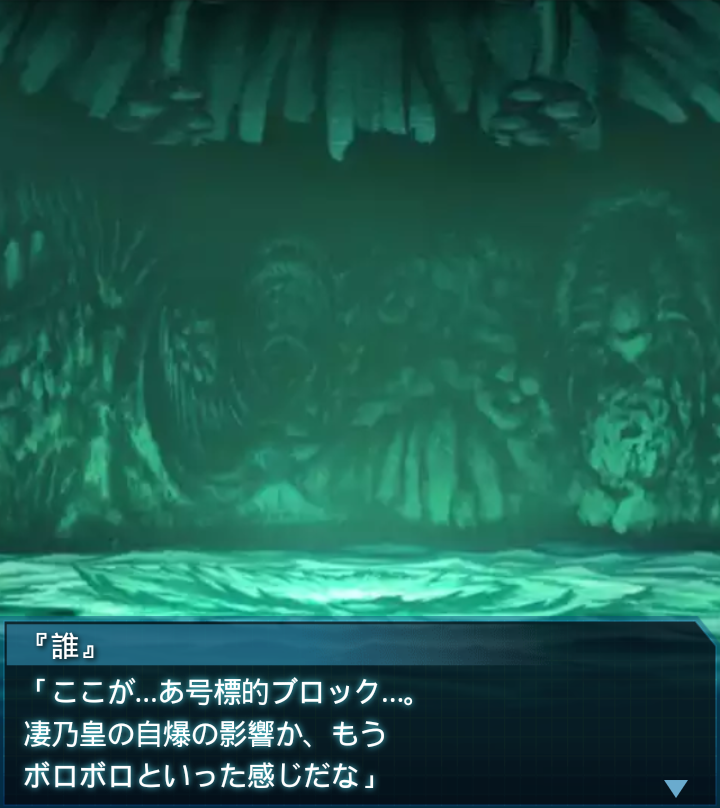 『誰』
「ここが…あ号標的ブロック…。
凄乃皇の自爆の影響か、もう
ボロボロといった感じだな」